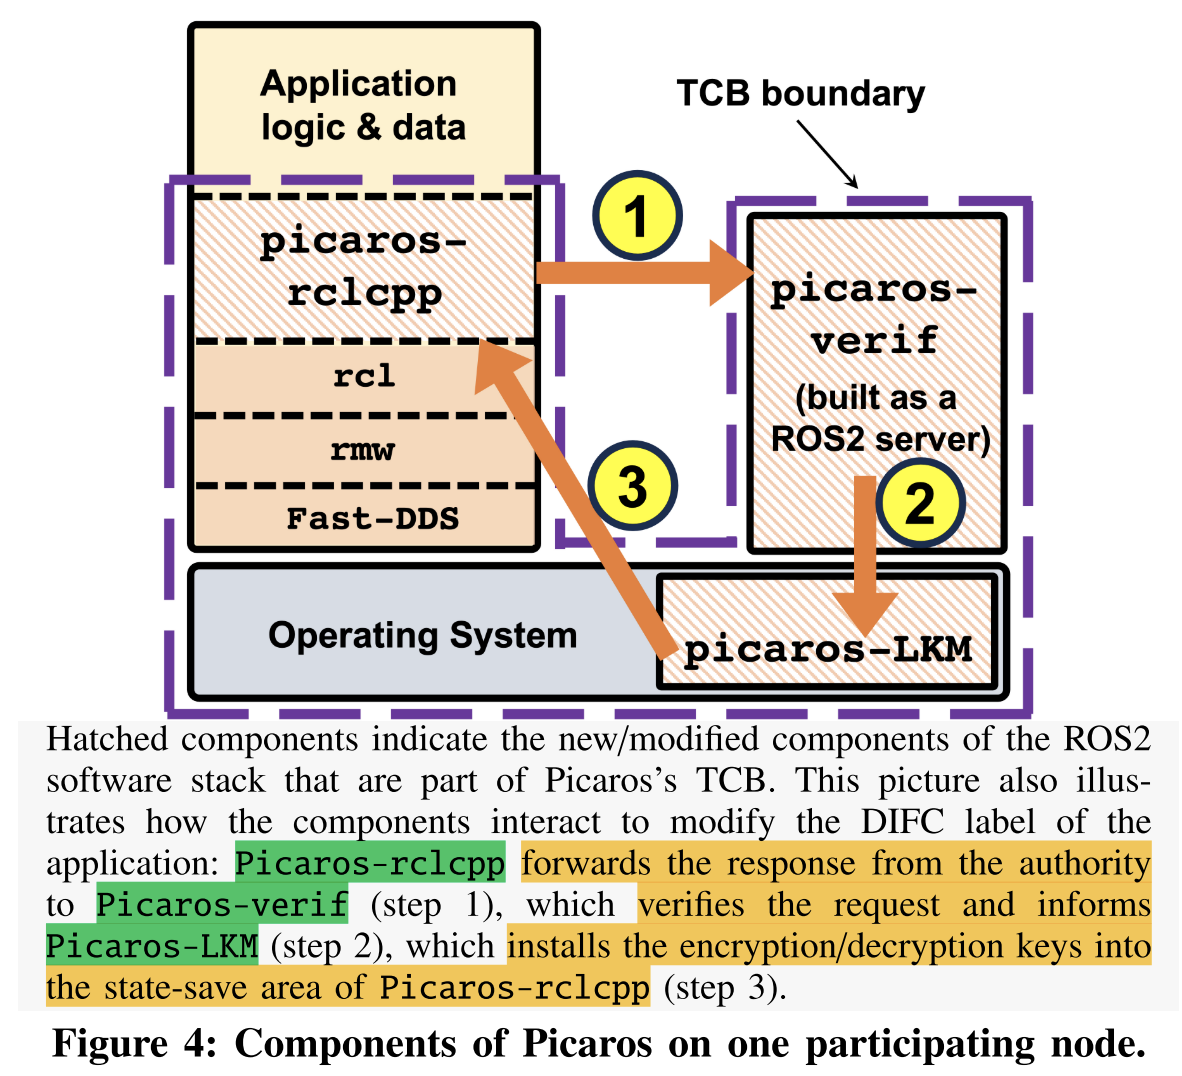 Application
logic & data
TCB boundary
picaros-
rclcpp
1
picaros-
verif
(built as a
ROS2 server)
rcl
rmw
Fast-DDS
3
2
Operating System
picaros-LKM
Hatched components indicate the new/modified components of the ROS2
software stack that are part of Picaros's TCB. This picture also illus-
trates how the components interact to modify the DIFC label of the
application: Picaros-rclcpp forwards the response from the authority
to Picaros-verif (step 1), which verifies the request and informs
Picaros-LKM (step 2), which installs the encryption/decryption keys into
the state-save area of Picaros-rclcpp (step 3).
Figure 4: Components of Picaros on one participating node.